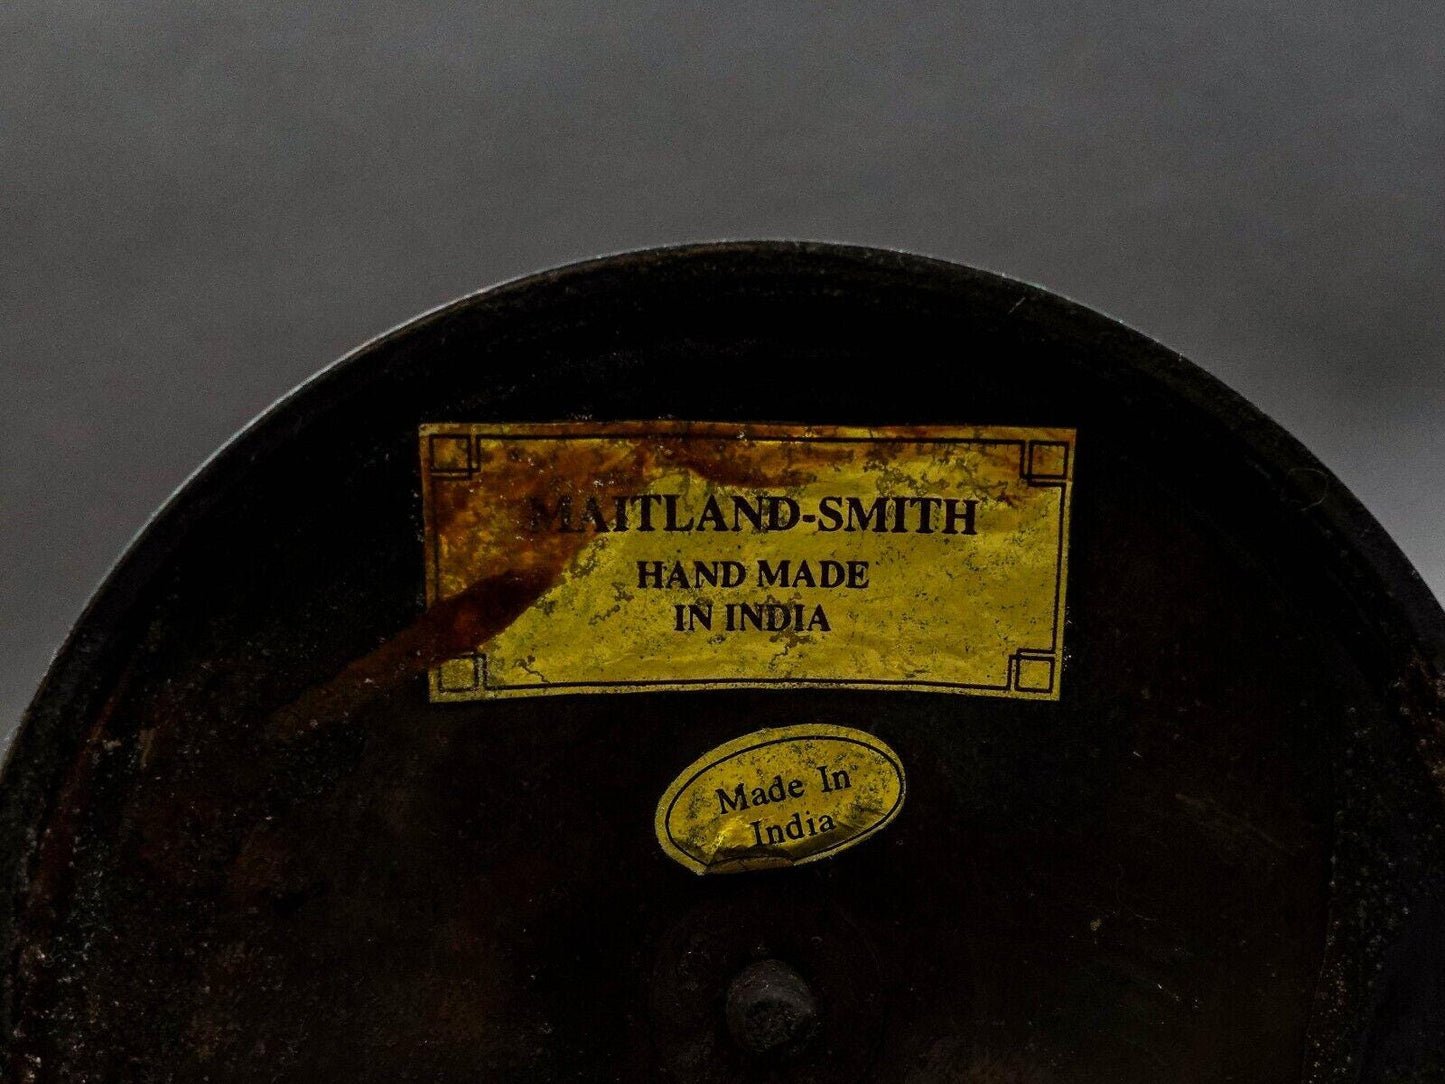 MAITLAND-SMITH
HAND MADE
IN INDIA
Made In
India